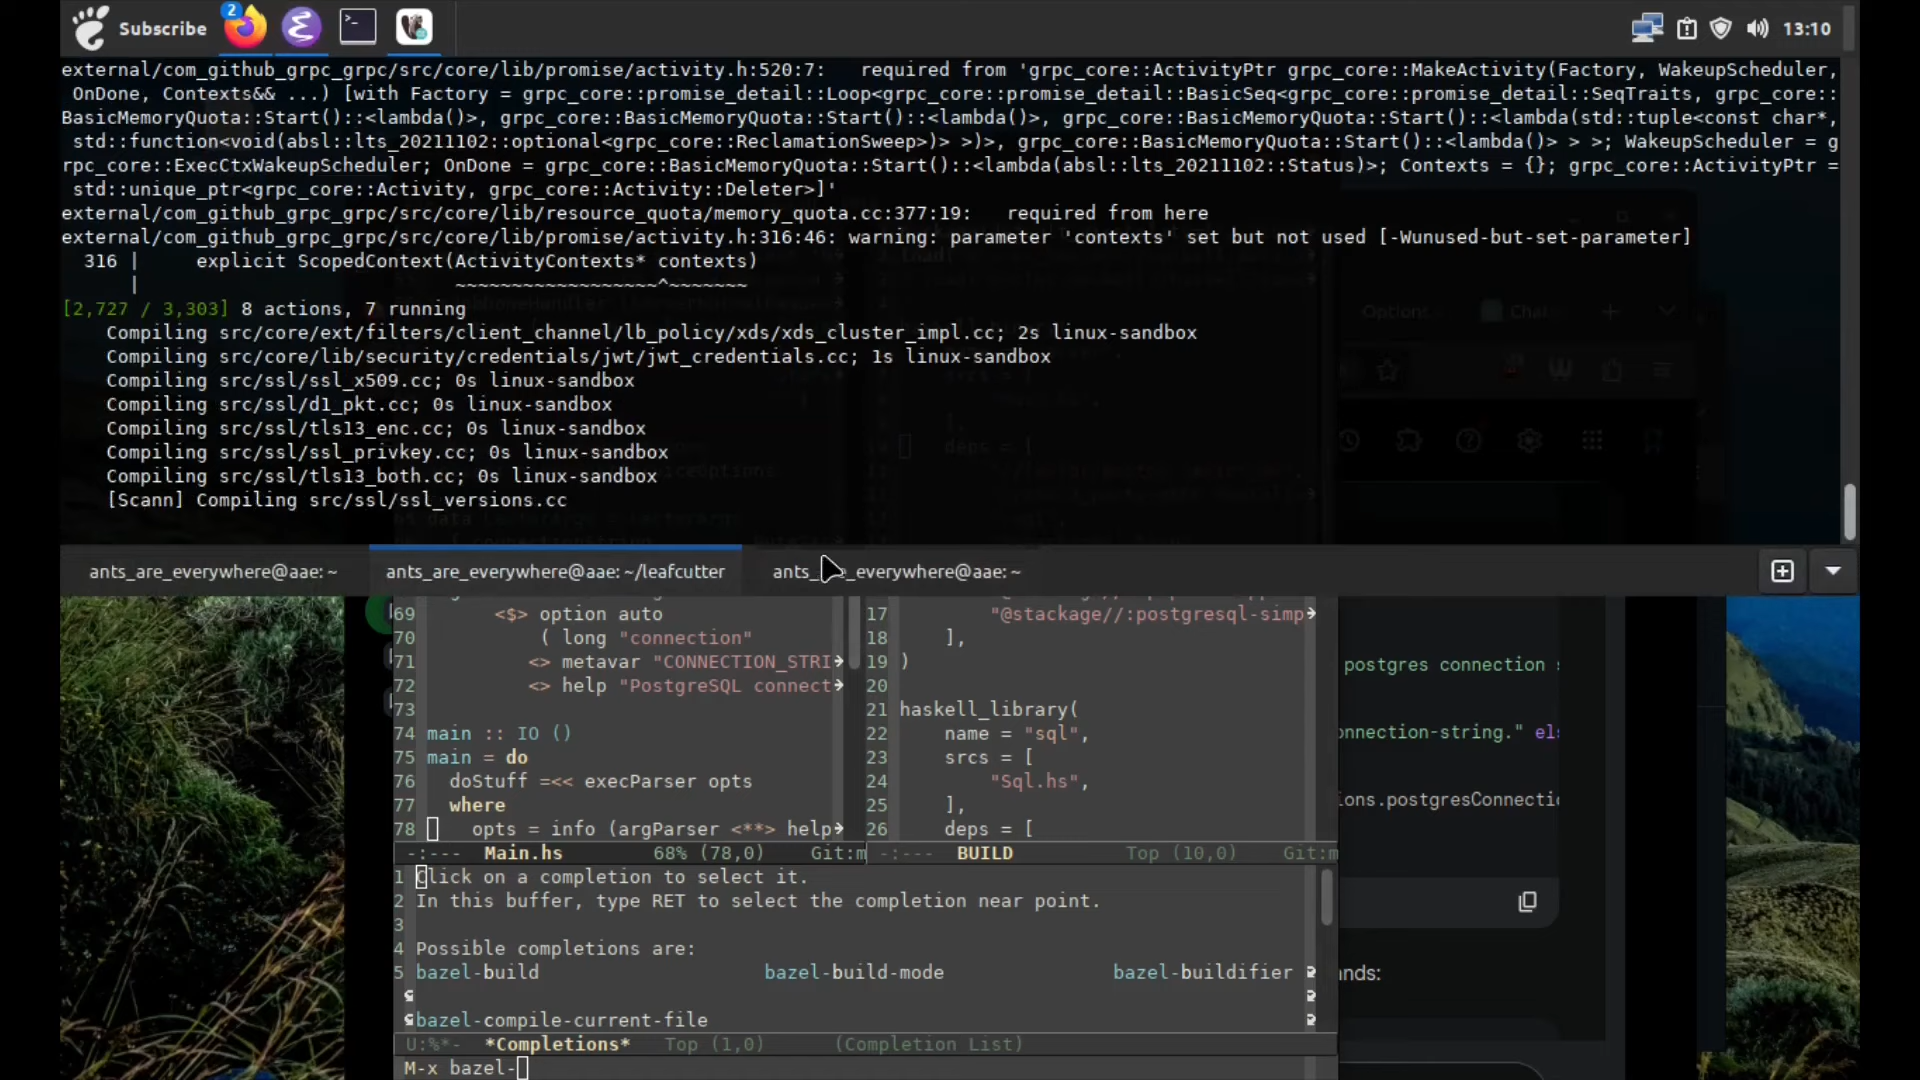 2
Subscribe
13:10
external/com_github_grpc_grpc/src/core/lib/promise/activity.h:520:7:   required from 'grpc_core::ActivityPtr grpc_core::MakeActivity(Factory, WakeupScheduler,
OnDone, Contexts&& ...) [with Factory = grpc_core::promise_detail::Loop<grpc_core::promise_detail::BasicSeq<grpc_core::promise_detail::SeqTraits, grpc_core::
BasicMemoryQuota::Start()::<lambda()>, grpc_core::BasicMemoryQuota::Start()::<lambda()>, grpc_core::BasicMemoryQuota::Start()::<lambda(std::tuple<const char*,
std::function<void(absl::lts_20211102::optional<grpc_core::ReclamationSweep>)> >)>, grpc_core::BasicMemoryQuota::Start()::<lambda()> > >; WakeupScheduler = g
rpc_core::ExecCtxWakeupScheduler; OnDone = grpc_core::BasicMemoryQuota::Start()::<lambda(absl::lts_20211102::Status)>; Contexts = {}; grpc_core::ActivityPtr =
std::unique_ptr<grpc_core::Activity, grpc_core::Activity::Deleter>]'
external/com_github_grpc_grpc/src/core/lib/resource_quota/memory_quota.cc:377:19:   required from here
external/com_github_grpc_grpc/src/core/lib/promise/activity.h:316:46: warning: parameter 'contexts' set but not used [-Wunused-but-set-parameter]
316 |     explicit ScopedContext(ActivityContexts* contexts)
|                            ~~~~~~~~~~~~~~~~~~^~~~~~~~
[2,727 / 3,303] 8 actions, 7 running
Compiling src/core/ext/filters/client_channel/lb_policy/xds/xds_cluster_impl.cc; 2s linux-sandbox
Compiling src/core/lib/security/credentials/jwt/jwt_credentials.cc; 1s linux-sandbox
Compiling src/ssl/ssl_x509.cc; 0s linux-sandbox
Compiling src/ssl/d1_pkt.cc; 0s linux-sandbox
Compiling src/ssl/tls13_enc.cc; 0s linux-sandbox
Compiling src/ssl/ssl_privkey.cc; 0s linux-sandbox
Compiling src/ssl/tls13_both.cc; 0s linux-sandbox
[Scann] Compiling src/ssl/ssl_versions.cc
ants_are_everywhere@aae: ~
ants_are_everywhere@aae: ~/leafcutter
ants_are_everywhere@aae: ~
69 <$> option auto
70 ( long "connection"
71 <> metavar "CONNECTION_STRI
72 <> help "PostgreSQL connect
73
74 main :: IO ()
75 main = do
76 doStuff =<< execParser opts
77 where
78 opts = info (argParser <**> help
-:--- Main.hs 68% (78,0) Git:m
17 "@stackage//:postgresql-simp
18 ],
19 )
20
21 haskell_library(
22 name = "sql",
23 srcs = [
24 "Sql.hs",
25 ],
26 deps = [
-:--- BUILD Top (10,0) Git:m
postgres connection s
onnection-string." els
ions.postgresConnectio
nds:
1 Click on a completion to select it.
2 In this buffer, type RET to select the completion near point.
3
4 Possible completions are:
5 bazel-build bazel-build-mode bazel-buildifier
bazel-compile-current-file
U:%*- *Completions* Top (1,0) (Completion List)
M-x bazel-